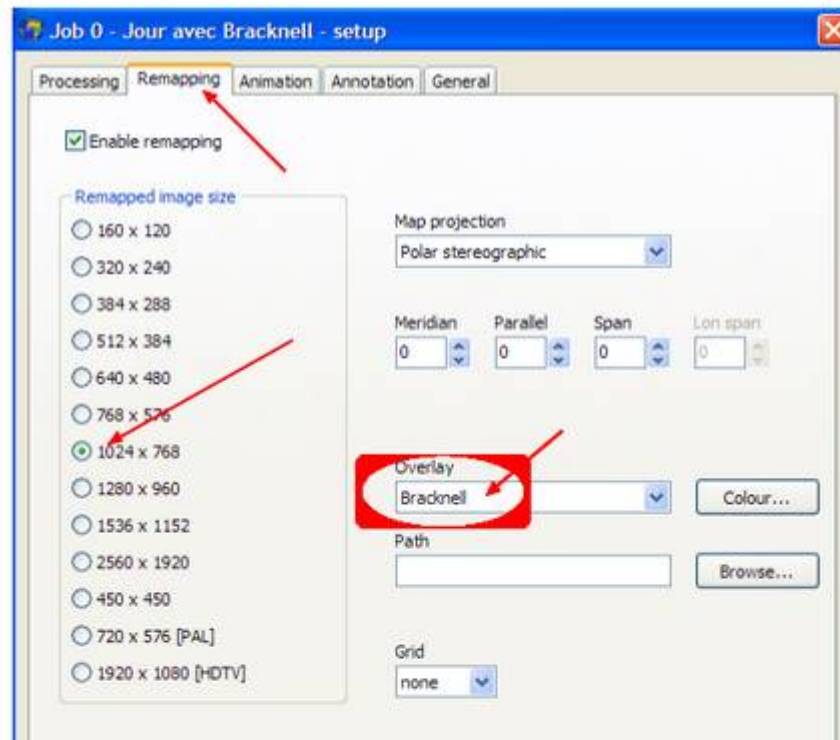 Job 0 - Jour avec Bracknell - setup
Processing Remapping Animation Annotation General
Enable remapping
Remapped image size
160 x 120
320 x 240
384 x 288
512 x 384
640 x 480
768 x 576
1024 x 768
1280 x 960
1536 x 1152
2560 x 1920
450 x 450
720 x 576 [PAL]
1920 x 1080 [HDTV]
Map projection
Polar stereographic
Meridian Parallel Span Lon span
0 0 0 0
Overlay
Bracknell Colour...
Path
Browse...
Grid
none